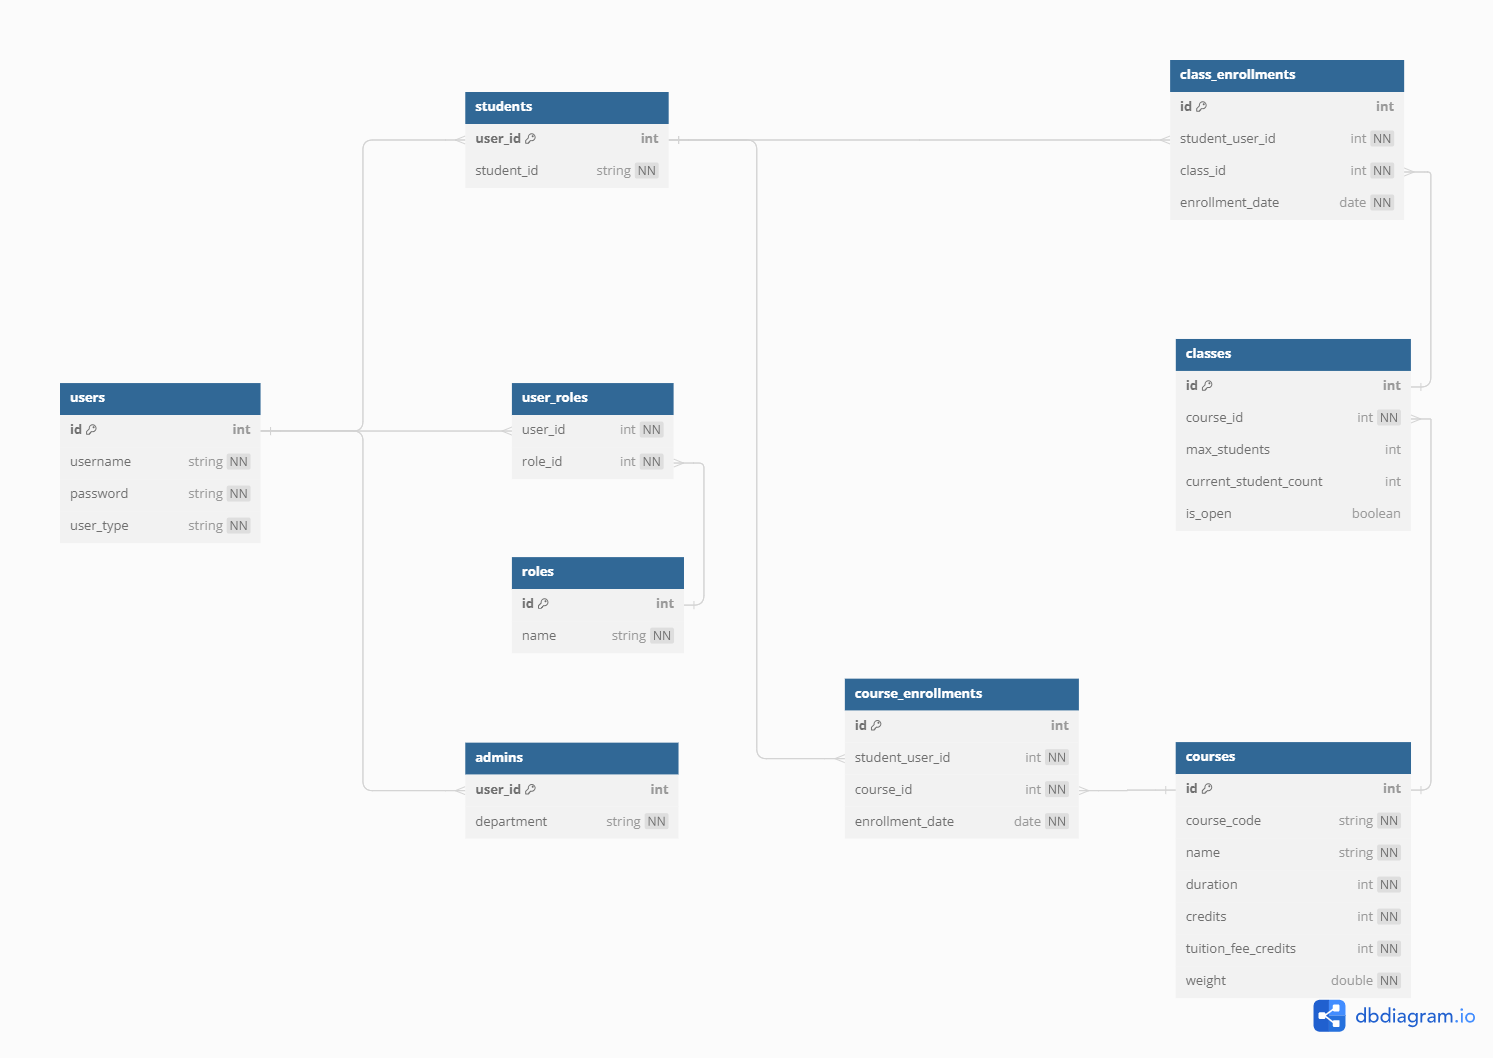 students
user_id int
student_id string NN
class_enrollments
id int
student_user_id int NN
class_id int NN
enrollment_date date NN
users
id int
username string NN
password string NN
user_type string NN
user_roles
user_id int NN
role_id int NN
classes
id int
course_id int NN
max_students int
current_student_count int
is_open boolean
roles
id int
name string NN
admins
user_id int
department string NN
course_enrollments
id int
student_user_id int NN
course_id int NN
enrollment_date date NN
courses
id int
course_code string NN
name string NN
duration int NN
credits int NN
tuition_fee_credits int NN
weight double NN
dbdiagram.io